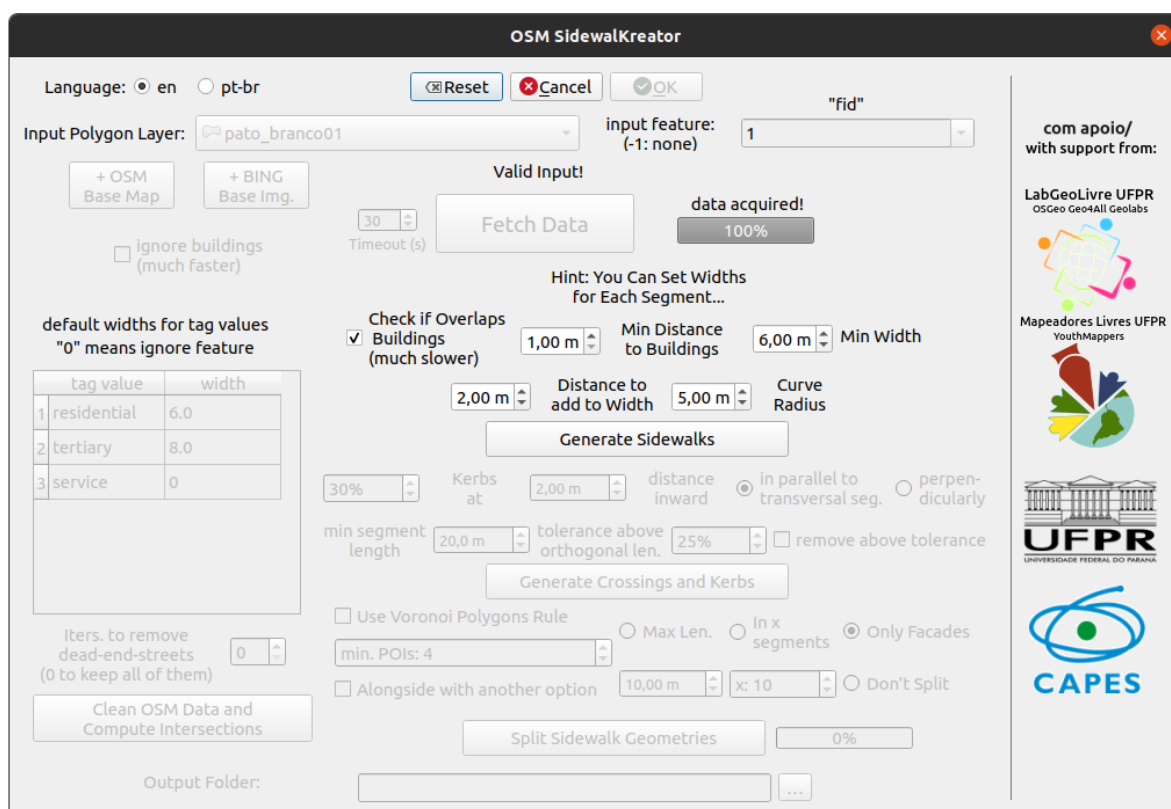 OSM SidewalKreator
Language: en pt-br
Reset Cancel OK
"fid"
Input Polygon Layer: pato_branco01
input feature:
(-1: none)
1
+ OSM
Base Map
+ BING
Base Img.
Valid Input!
30
Timeout (s)
Fetch Data
data acquired!
100%
ignore buildings
(much faster)
Hint: You Can Set Widths
for Each Segment...
default widths for tag values
"0" means ignore feature
Check if Overlaps
Buildings
(much slower)
1,00 m
Min Distance
to Buildings
6,00 m
Min Width
tag value width
1 residential 6.0
2 tertiary 8.0
3 service 0
2,00 m
Distance to
add to Width
5,00 m
Curve
Radius
Generate Sidewalks
30%
Kerbs
at
2,00 m
distance
inward
in parallel to
transversal seg.
perpen-
dicularly
min segment
length
20,0 m
tolerance above
orthogonal len.
25%
remove above tolerance
Generate Crossings and Kerbs
Iters. to remove
dead-end-streets
(0 to keep all of them)
0
Use Voronoi Polygons Rule
min. POIs: 4
Max Len.
In x
segments
Only Facades
Alongside with another option
10,00 m
x: 10
Don't Split
Clean OSM Data and
Compute Intersections
Split Sidewalk Geometries
0%
Output Folder:
...
com apoio/
with support from:
LabGeoLivre UFPR
OSGeo Geo4All Geolabs
Mapeadores Livres UFPR
YouthMappers
UFPR
UNIVERSIDADE FEDERAL DO PARANÁ
CAPES